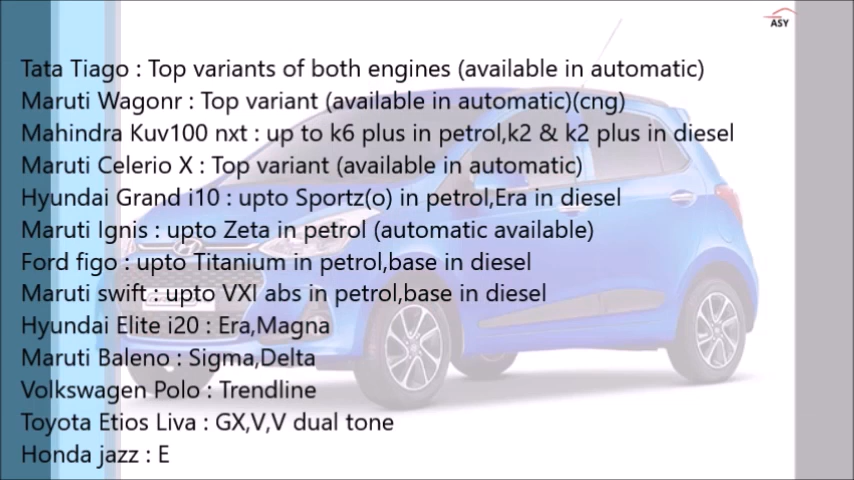 ASY
Tata Tiago : Top variants of both engines (available in automatic)
Maruti Wagonr : Top variant (available in automatic)(cng)
Mahindra Kuv100 nxt : up to k6 plus in petrol,k2 & k2 plus in diesel
Maruti Celerio X : Top variant (available in automatic)
Hyundai Grand i10 : upto Sportz(o) in petrol,Era in diesel
Maruti Ignis : upto Zeta in petrol (automatic available)
Ford figo : upto Titanium in petrol,base in diesel
Maruti swift : upto VXI abs in petrol,base in diesel
Hyundai Elite i20 : Era,Magna
Maruti Baleno : Sigma,Delta
Volkswagen Polo : Trendline
Toyota Etios Liva : GX,V,V dual tone
Honda jazz : E